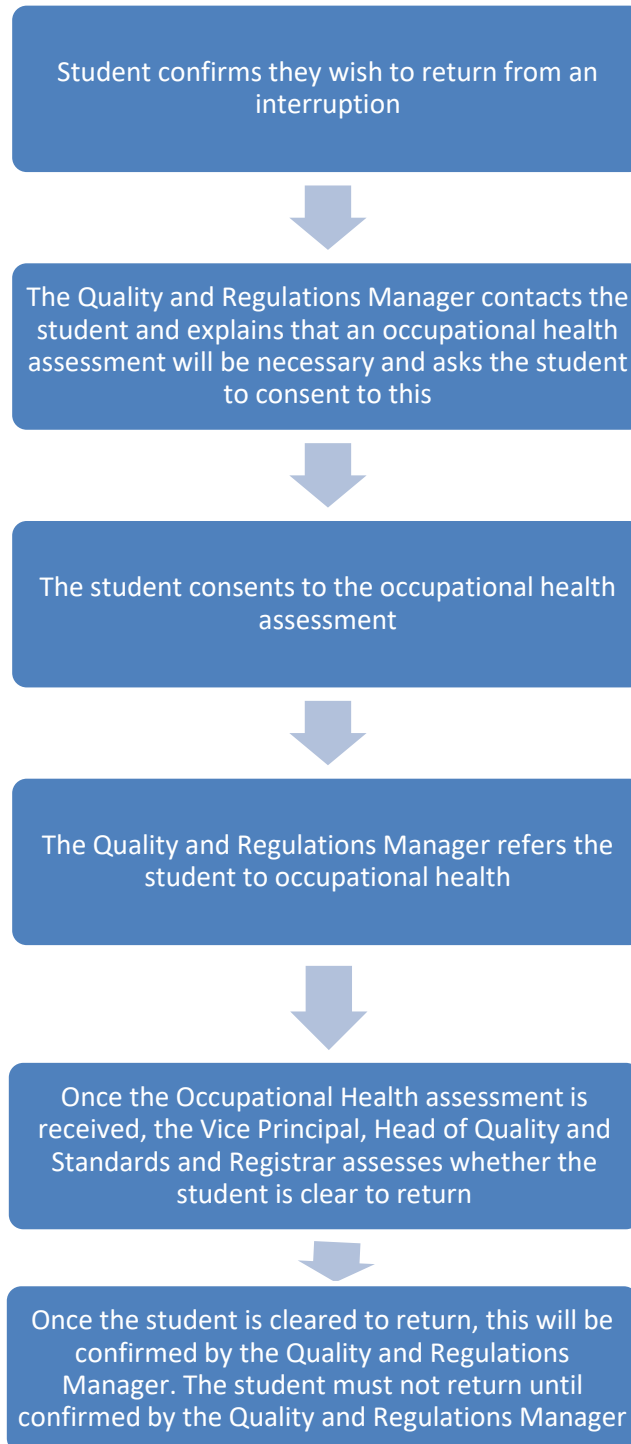 Student confirms they wish to return from an
interruption
The Quality and Regulations Manager contacts the
student and explains that an occupational health
assessment will be necessary and asks the student
to consent to this
The student consents to the occupational health
assessment
The Quality and Regulations Manager refers the
student to occupational health
Once the Occupational Health assessment is
received, the Vice Principal, Head of Quality and
Standards and Registrar assesses whether the
student is clear to return
Once the student is cleared to return, this will be
confirmed by the Quality and Regulations
Manager. The student must not return until
confirmed by the Quality and Regulations Manager